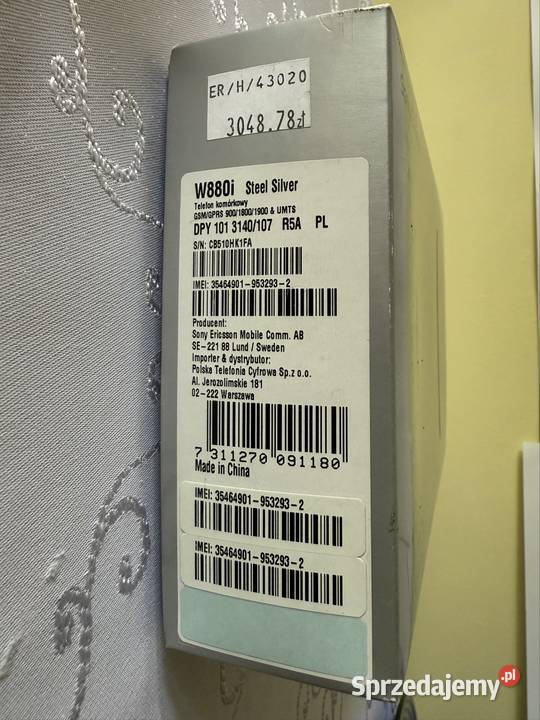 ER/H/43020
3048.78zł
W880i Steel Silver
Telefon komórkowy
GSM/GPRS 900/1800/1900 & UMTS
DPY 101 3140/107 R5A PL
S/N: CB510HK1FA
IMEI: 35464901-953293-2
Producent:
Sony Ericsson Mobile Comm. AB
SE-221 88 Lund / Sweden
Importer & dystrybutor:
Polska Telefonia Cyfrowa Sp.z o.o.
Al. Jerozolimskie 181
02-222 Warszawa
7 311270 091180
Made in China
IMEI: 35464901-953293-2
IMEI: 35464901-953293-2
Sprzedajemy.pl